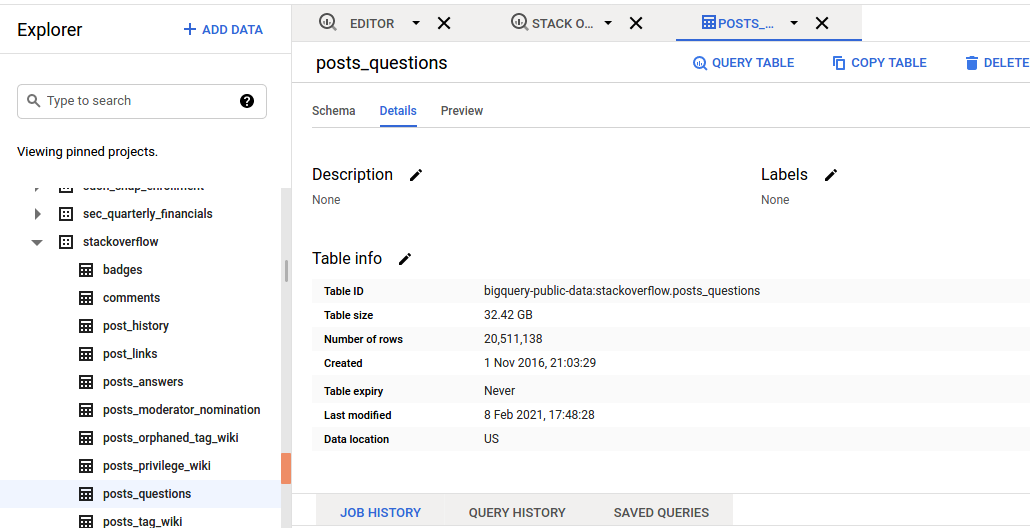 Explorer
ADD DATA
Type to search
Viewing pinned projects.
sec_quarterly_financials
stackoverflow
badges
comments
post_history
post_links
posts_answers
posts_moderator_nomination
posts_orphaned_tag_wiki
posts_privilege_wiki
posts_questions
posts_tag_wiki
EDITOR
STACK O...
POSTS_...
posts_questions
QUERY TABLE
COPY TABLE
DELETE
Schema
Details
Preview
Description
None
Labels
None
Table info
Table ID bigquery-public-data:stackoverflow.posts_questions
Table size 32.42 GB
Number of rows 20,511,138
Created 1 Nov 2016, 21:03:29
Table expiry Never
Last modified 8 Feb 2021, 17:48:28
Data location US
JOB HISTORY
QUERY HISTORY
SAVED QUERIES